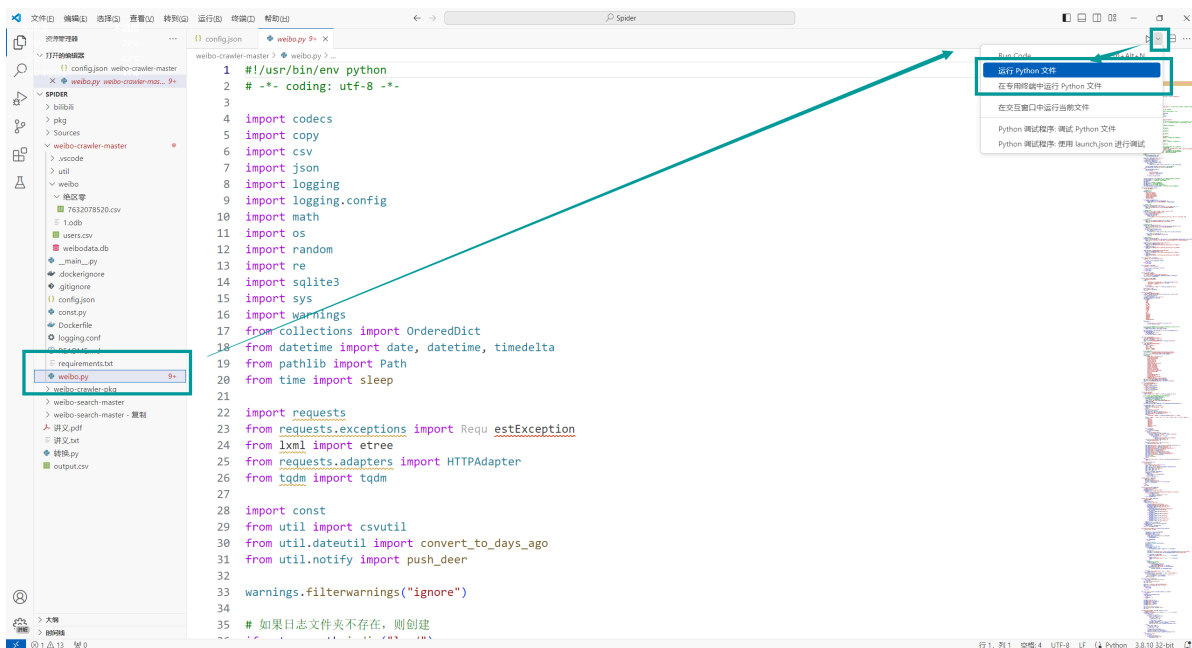 文件(F) 编辑(E) 选择(S) 查看(V) 转到(G) 运行(R) 终端(T) 帮助(H)
Spider
资源管理器
打开的编辑器
config.json weibo-crawler-master
weibo.py weibo-crawler-mas... 9+
SPIDER
bilibili
pkg
Sources
weibo-crawler-master
.vscode
util
weibo
绝区零
7632078520.csv
1.odb
users.csv
weibodata.db
__main__.py
.dockerignore
.gitignore
config.json
const.py
Dockerfile
logging.conf
requirements.txt
weibo.py 9+
weibo-crawler-pkg
weibo-search-master
weibo-search-master - 复制
讲义.pdf
讲义.txt
转换.py
output.csv
大纲
时间线
config.json
weibo.py 9+
weibo-crawler-master > weibo.py > ...
1 #!/usr/bin/env python
2 # -*- coding: utf-8 -*-
3
4 import codecs
5 import copy
6 import csv
7 import json
8 import logging
9 import logging.config
10 import math
11 import os
12 import random
13 import re
14 import sqlite3
15 import sys
16 import warnings
17 from collections import OrderedDict
18 from datetime import date, datetime, timedelta
19 from pathlib import Path
20 from time import sleep
21
22 import requests
23 from requests.exceptions import Requ estException
24 from lxml import etree
25 from requests.adapters import HTTPAdapter
26 from tqdm import tqdm
27
28 import const
29 from util import csvutil
30 from util.dateutil import convert_to_days_ago
31 from util.notify import push_deer
32
33 warnings.filterwarnings("ignore")
34
35 # 如果日志文件夹不存在，则创建
Run Code
运行 Python 文件
在专用终端中运行 Python 文件
在交互窗口中运行当前文件
Python 调试程序: 调试 Python 文件
Python 调试程序: 使用 launch.json 进行调试
1 13 0
行 1，列 1 空格: 4 UTF-8 LF Python 3.8.10 32-bit